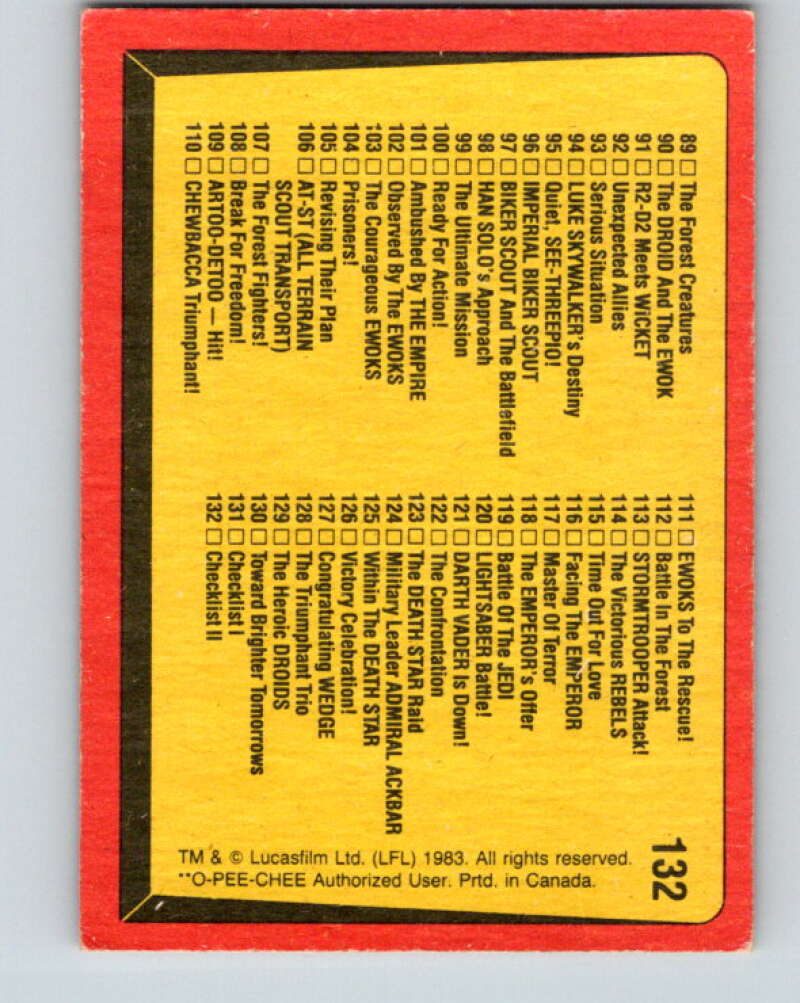 89 The Forest Creatures
90 The DROID And The EWOK
91 R2-D2 Meets WICKET
92 Unexpected Allies
93 Serious Situation
94 LUKE SKYWALKER's Destiny
95 Quiet, SEE-THREEPIO!
96 IMPERIAL BIKER SCOUT
97 BIKER SCOUT And The Battlefield
98 HAN SOLO's Approach
99 The Ultimate Mission
100 Ready For Action!
101 Ambushed By THE EMPIRE
102 Observed By The EWOKS
103 The Courageous EWOKS
104 Prisoners!
105 Revising Their Plan
106 AT-ST (ALL TERRAIN
SCOUT TRANSPORT)
107 The Forest Fighters!
108 Break For Freedom!
109 ARTOO-DETOO — Hit!
110 CHEWBACCA Triumphant!
111 EWOKS To The Rescue!
112 Battle In The Forest
113 STORMTROOPER Attack!
114 The Victorious REBELS
115 Time Out For Love
116 Facing The EMPEROR
117 Master Of Terror
118 The EMPEROR's Offer
119 Battle Of The JEDI
120 LIGHTSABER Battle!
121 DARTH VADER Is Down!
122 The Confrontation
123 The DEATH STAR Raid
124 Military Leader ADMIRAL ACKBAR
125 Within The DEATH STAR
126 Victory Celebration!
127 Congratulating WEDGE
128 The Triumphant Trio
129 The Heroic DROIDS
130 Toward Brighter Tomorrows
131 Checklist I
132 Checklist II
132
TM & © Lucasfilm Ltd. (LFL) 1983. All rights reserved.
**O-PEE-CHEE Authorized User. Prtd. in Canada.